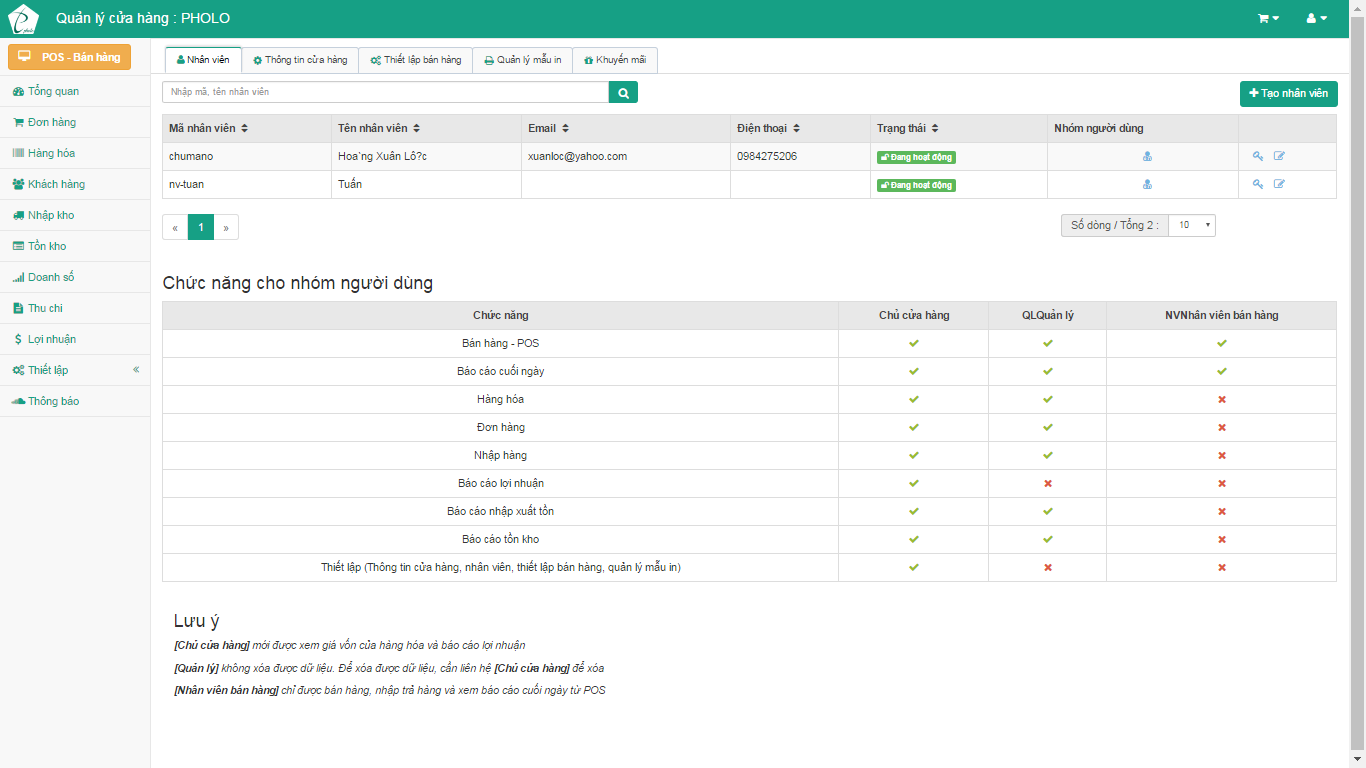 Quản lý cửa hàng : PHOLO
POS - Bán hàng
Tổng quan
Đơn hàng
Hàng hóa
Khách hàng
Nhập kho
Tồn kho
Doanh số
Thu chi
Lợi nhuận
Thiết lập «
Thông báo
Nhân viên Thông tin cửa hàng Thiết lập bán hàng Quản lý mẫu in Khuyến mãi
Nhập mã, tên nhân viên
Tạo nhân viên
Mã nhân viên Tên nhân viên Email Điện thoại Trạng thái Nhóm người dùng
chumano Hoa`ng Xuân Lô?c xuanloc@yahoo.com 0984275206 Đang hoạt động
nv-tuan Tuấn Đang hoạt động
« 1 »
Số dòng / Tổng 2 : 10
Chức năng cho nhóm người dùng
Chức năng Chủ cửa hàng QLQuản lý NVNhân viên bán hàng
Bán hàng - POS ✔ ✔ ✔
Báo cáo cuối ngày ✔ ✔ ✔
Hàng hóa ✔ ✔ ✖
Đơn hàng ✔ ✔ ✖
Nhập hàng ✔ ✔ ✖
Báo cáo lợi nhuận ✔ ✖ ✖
Báo cáo nhập xuất tồn ✔ ✔ ✖
Báo cáo tồn kho ✔ ✔ ✖
Thiết lập (Thông tin cửa hàng, nhân viên, thiết lập bán hàng, quản lý mẫu in) ✔ ✖ ✖
Lưu ý
[Chủ cửa hàng] mới được xem giá vốn của hàng hóa và báo cáo lợi nhuận
[Quản lý] không xóa được dữ liệu. Để xóa được dữ liệu, cần liên hệ [Chủ cửa hàng] để xóa
[Nhân viên bán hàng] chỉ được bán hàng, nhập trả hàng và xem báo cáo cuối ngày từ POS